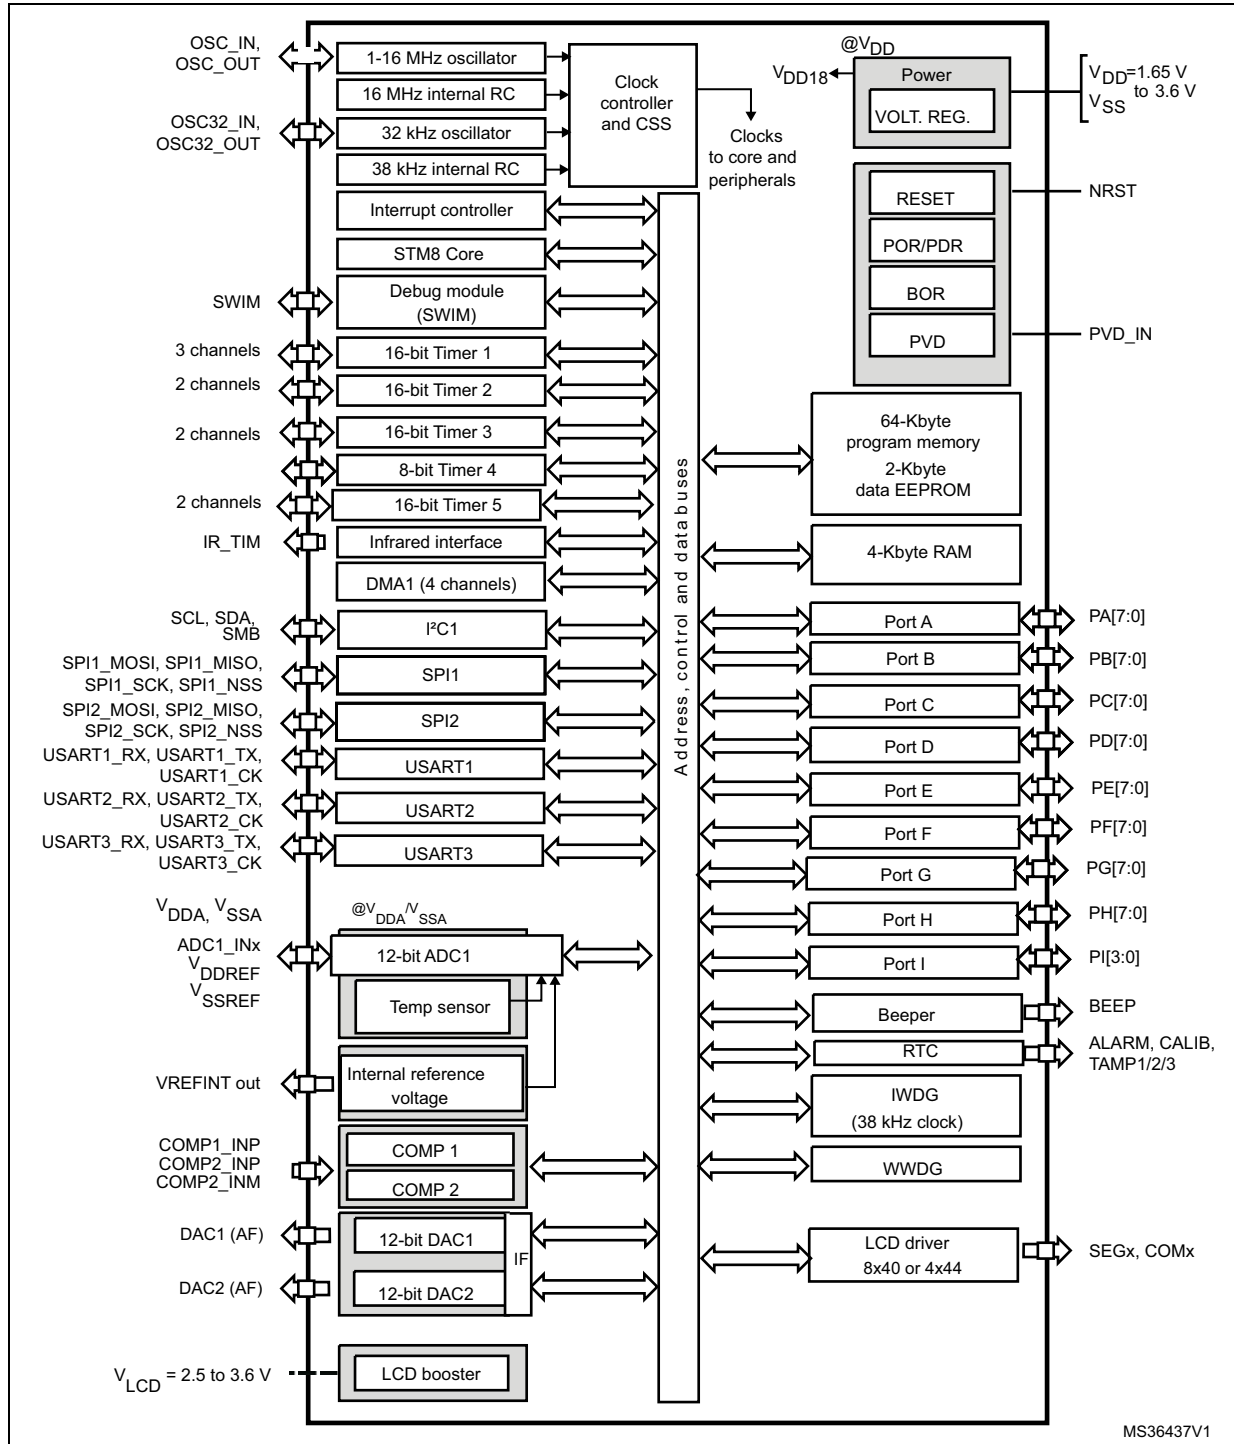 OSC_IN,
OSC_OUT
1-16 MHz oscillator
16 MHz internal RC
OSC32_IN,
OSC32_OUT
32 kHz oscillator
38 kHz internal RC
Clock
controller
and CSS
Clocks
to core and
peripherals
@VDD
VDD18
Power
VOLT. REG.
VDD=1.65 V
to 3.6 V
VSS
RESET
NRST
POR/PDR
BOR
PVD
PVD_IN
Interrupt controller
STM8 Core
SWIM
Debug module
(SWIM)
3 channels
16-bit Timer 1
2 channels
16-bit Timer 2
2 channels
16-bit Timer 3
8-bit Timer 4
2 channels
16-bit Timer 5
IR_TIM
Infrared interface
DMA1 (4 channels)
SCL, SDA,
SMB
I²C1
SPI1_MOSI, SPI1_MISO,
SPI1_SCK, SPI1_NSS
SPI1
SPI2_MOSI, SPI2_MISO,
SPI2_SCK, SPI2_NSS
SPI2
USART1_RX, USART1_TX,
USART1_CK
USART1
USART2_RX, USART2_TX,
USART2_CK
USART2
USART3_RX, USART3_TX,
USART3_CK
USART3
VDDA, VSSA
@VDDA/VSSA
ADC1_INx
VDDREF
VSSREF
12-bit ADC1
Temp sensor
VREFINT out
Internal reference
voltage
COMP1_INP
COMP2_INP
COMP2_INM
COMP 1
COMP 2
DAC1 (AF)
12-bit DAC1
IF
DAC2 (AF)
12-bit DAC2
VLCD = 2.5 to 3.6 V
LCD booster
Address, control and data buses
64-Kbyte
program memory
2-Kbyte
data EEPROM
4-Kbyte RAM
Port A
PA[7:0]
Port B
PB[7:0]
Port C
PC[7:0]
Port D
PD[7:0]
Port E
PE[7:0]
Port F
PF[7:0]
Port G
PG[7:0]
Port H
PH[7:0]
Port I
PI[3:0]
Beeper
BEEP
RTC
ALARM, CALIB,
TAMP1/2/3
IWDG
(38 kHz clock)
WWDG
LCD driver
8x40 or 4x44
SEGx, COMx
MS36437V1